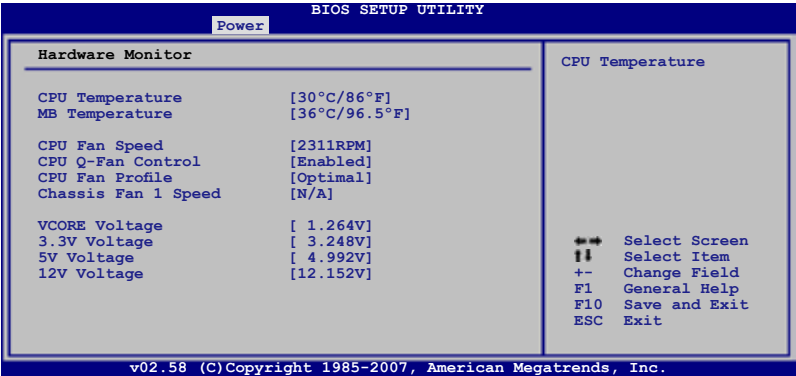 BIOS SETUP UTILITY
Power
Hardware Monitor
CPU Temperature [30°C/86°F]
MB Temperature [36°C/96.5°F]
CPU Fan Speed [2311RPM]
CPU Q-Fan Control [Enabled]
CPU Fan Profile [Optimal]
Chassis Fan 1 Speed [N/A]
VCORE Voltage [ 1.264V]
3.3V Voltage [ 3.248V]
5V Voltage [ 4.992V]
12V Voltage [12.152V]
CPU Temperature
←→ Select Screen
↑↓ Select Item
+- Change Field
F1 General Help
F10 Save and Exit
ESC Exit
v02.58 (C)Copyright 1985-2007, American Megatrends, Inc.